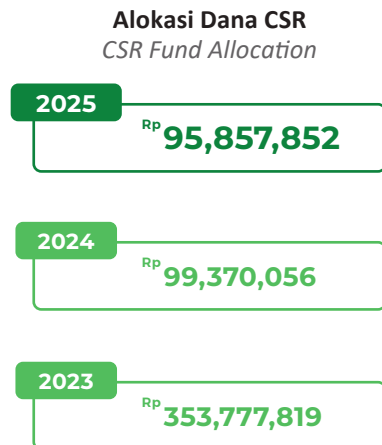 Alokasi Dana CSR
CSR Fund Allocation
2025
Rp 95,857,852
2024
Rp 99,370,056
2023
Rp 353,777,819